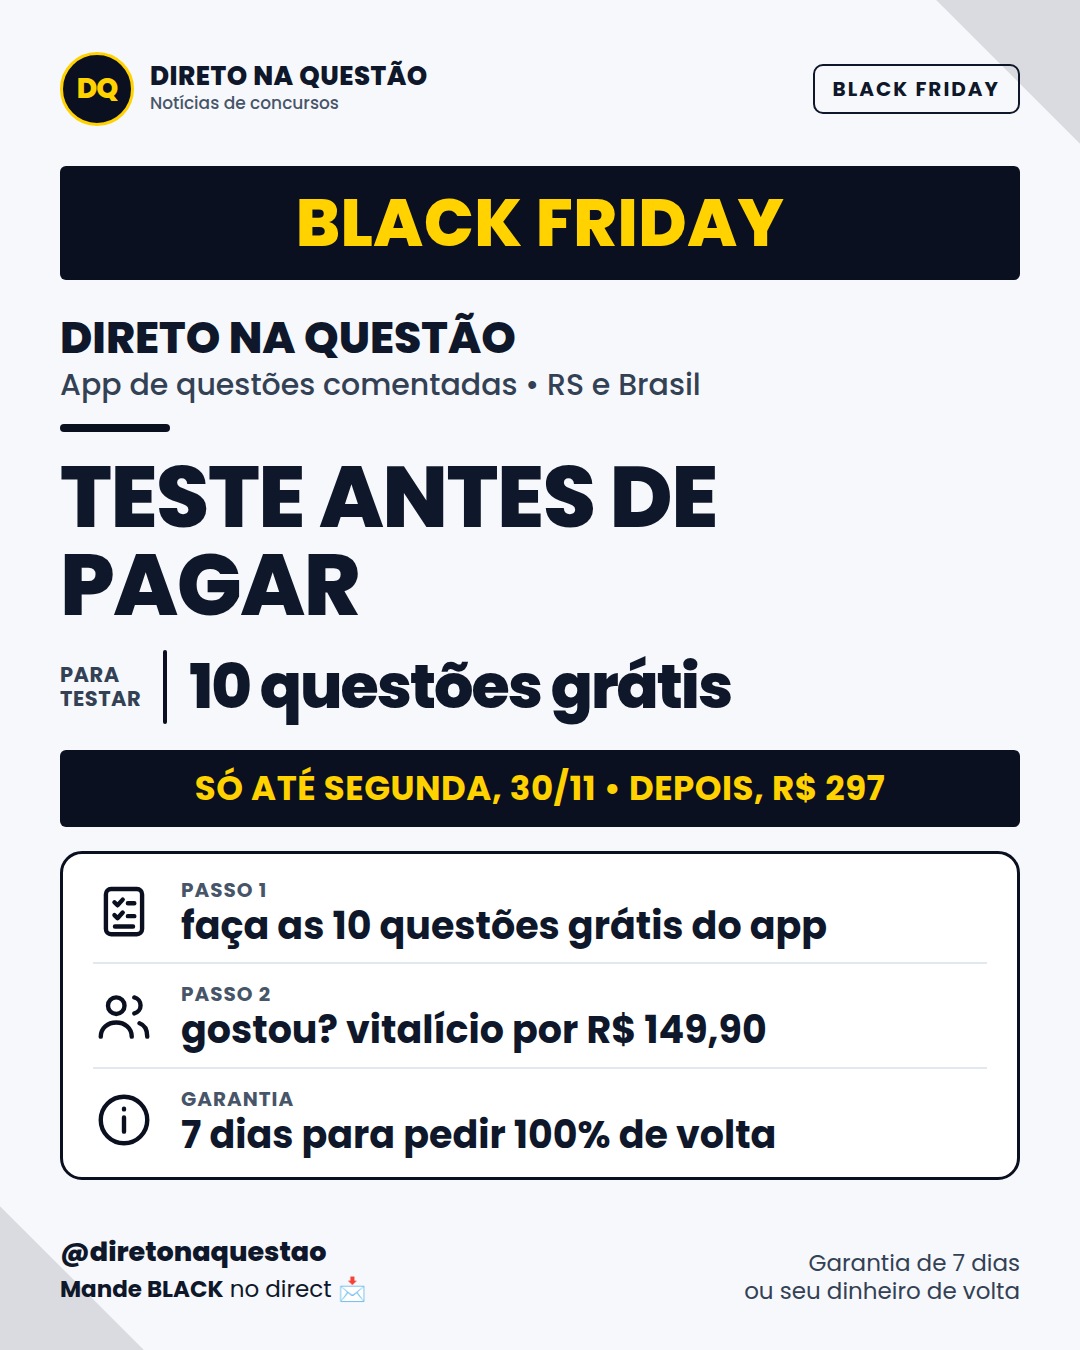 DQ
DIRETO NA QUESTÃO
Notícias de concursos
BLACK FRIDAY
BLACK FRIDAY
DIRETO NA QUESTÃO
App de questões comentadas • RS e Brasil
TESTE ANTES DE
PAGAR
PARA
TESTAR
10 questões grátis
SÓ ATÉ SEGUNDA, 30/11 • DEPOIS, R$ 297
PASSO 1
faça as 10 questões grátis do app
PASSO 2
gostou? vitalício por R$ 149,90
GARANTIA
7 dias para pedir 100% de volta
@diretonaquestao
Mande BLACK no direct 📩
Garantia de 7 dias
ou seu dinheiro de volta